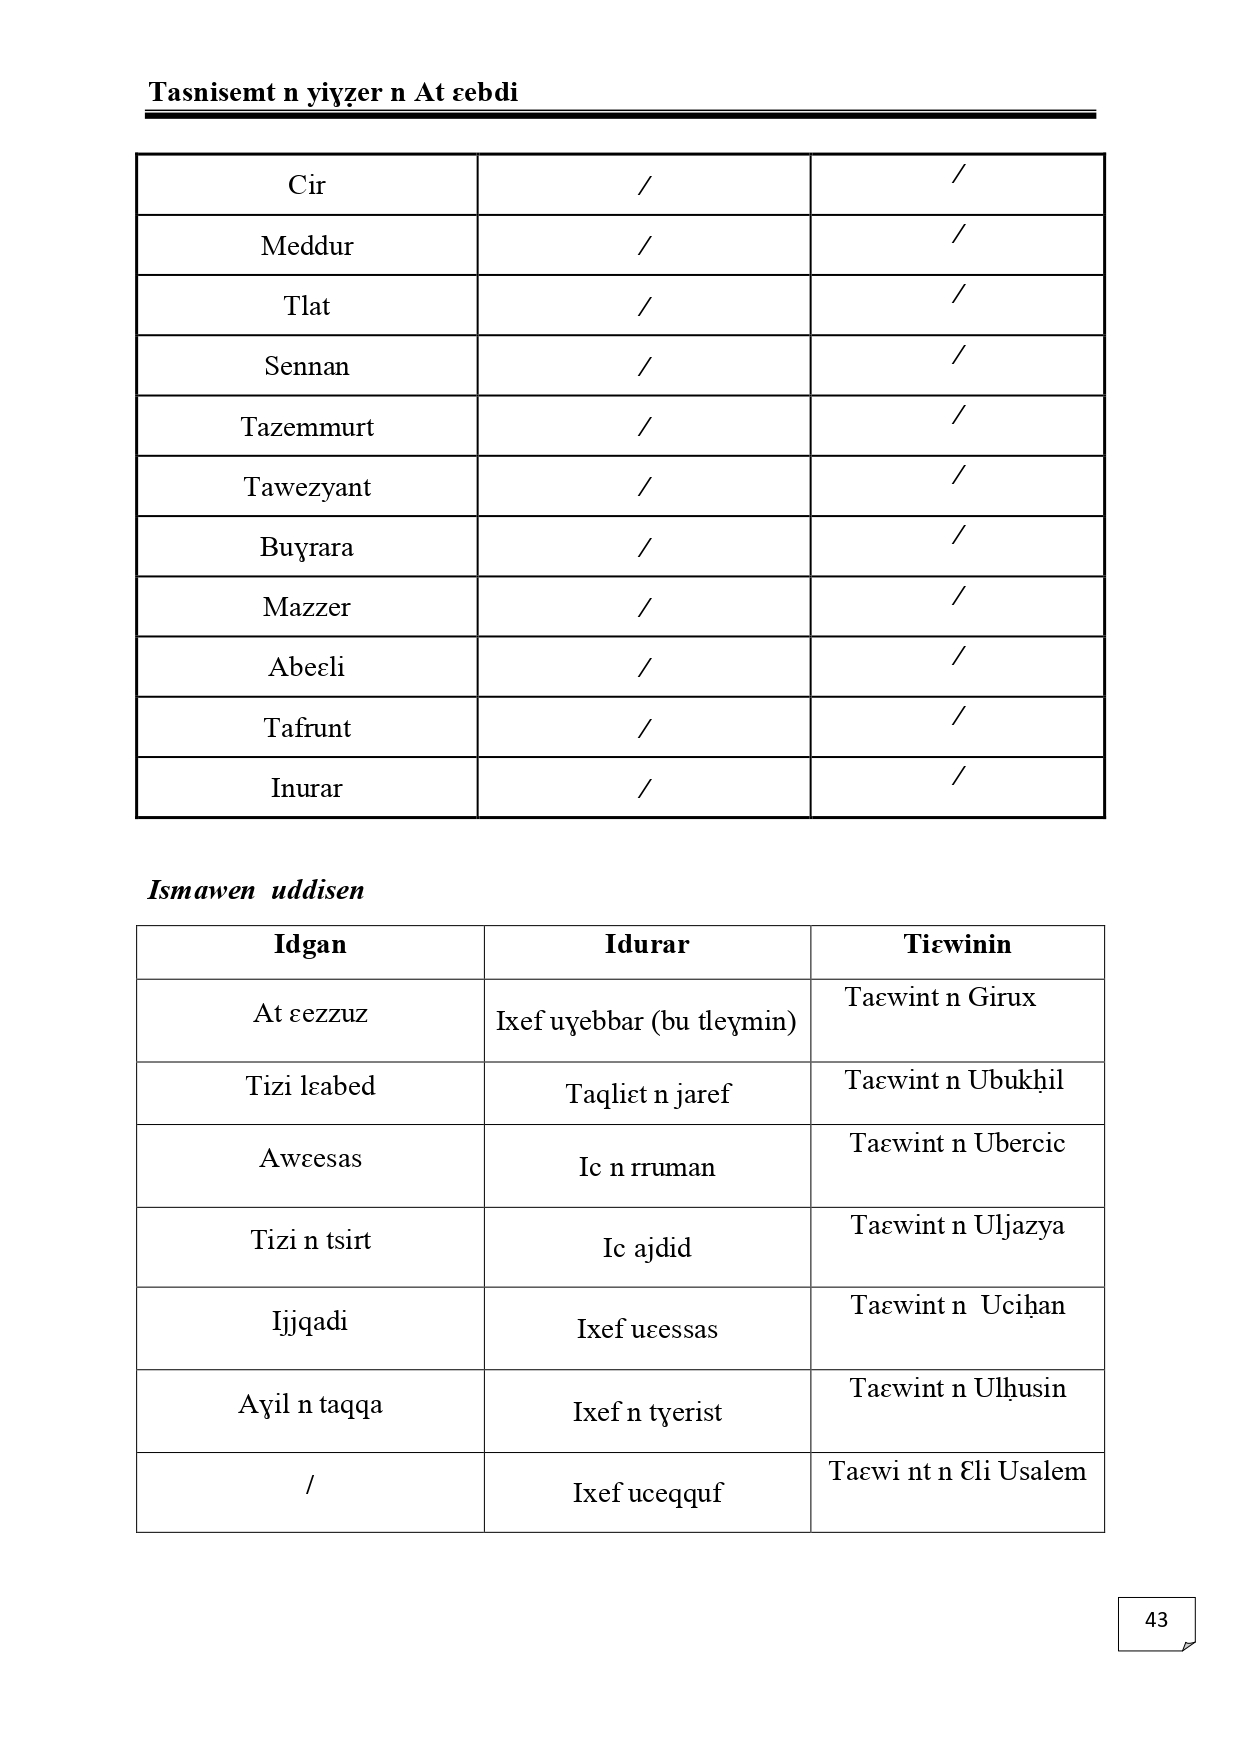 Tasnisemt n yiɣẓer n At ɛebdi
Cir / /
Meddur / /
Tlat / /
Sennan / /
Tazemmurt / /
Tawezyant / /
Buɣrara / /
Mazzer / /
Abeɛli / /
Tafrunt / /
Inurar / /
Ismawen uddisen
Idgan Idurar Tiɛwinin
At ɛezzuz Ixef uɣebbar (bu tleɣmin) Taɛwint n Girux
Tizi lɛabed Taqliɛt n jaref Taɛwint n Ubukḥil
Awɛesas Ic n rruman Taɛwint n Ubercic
Tizi n tsirt Ic ajdid Taɛwint n Uljazya
Ijjqadi Ixef uɛessas Taɛwint n Uciḥan
Aɣil n taqqa Ixef n tɣerist Taɛwint n Ulḥusin
/ Ixef uceqquf Taɛwi nt n Ɛli Usalem
43